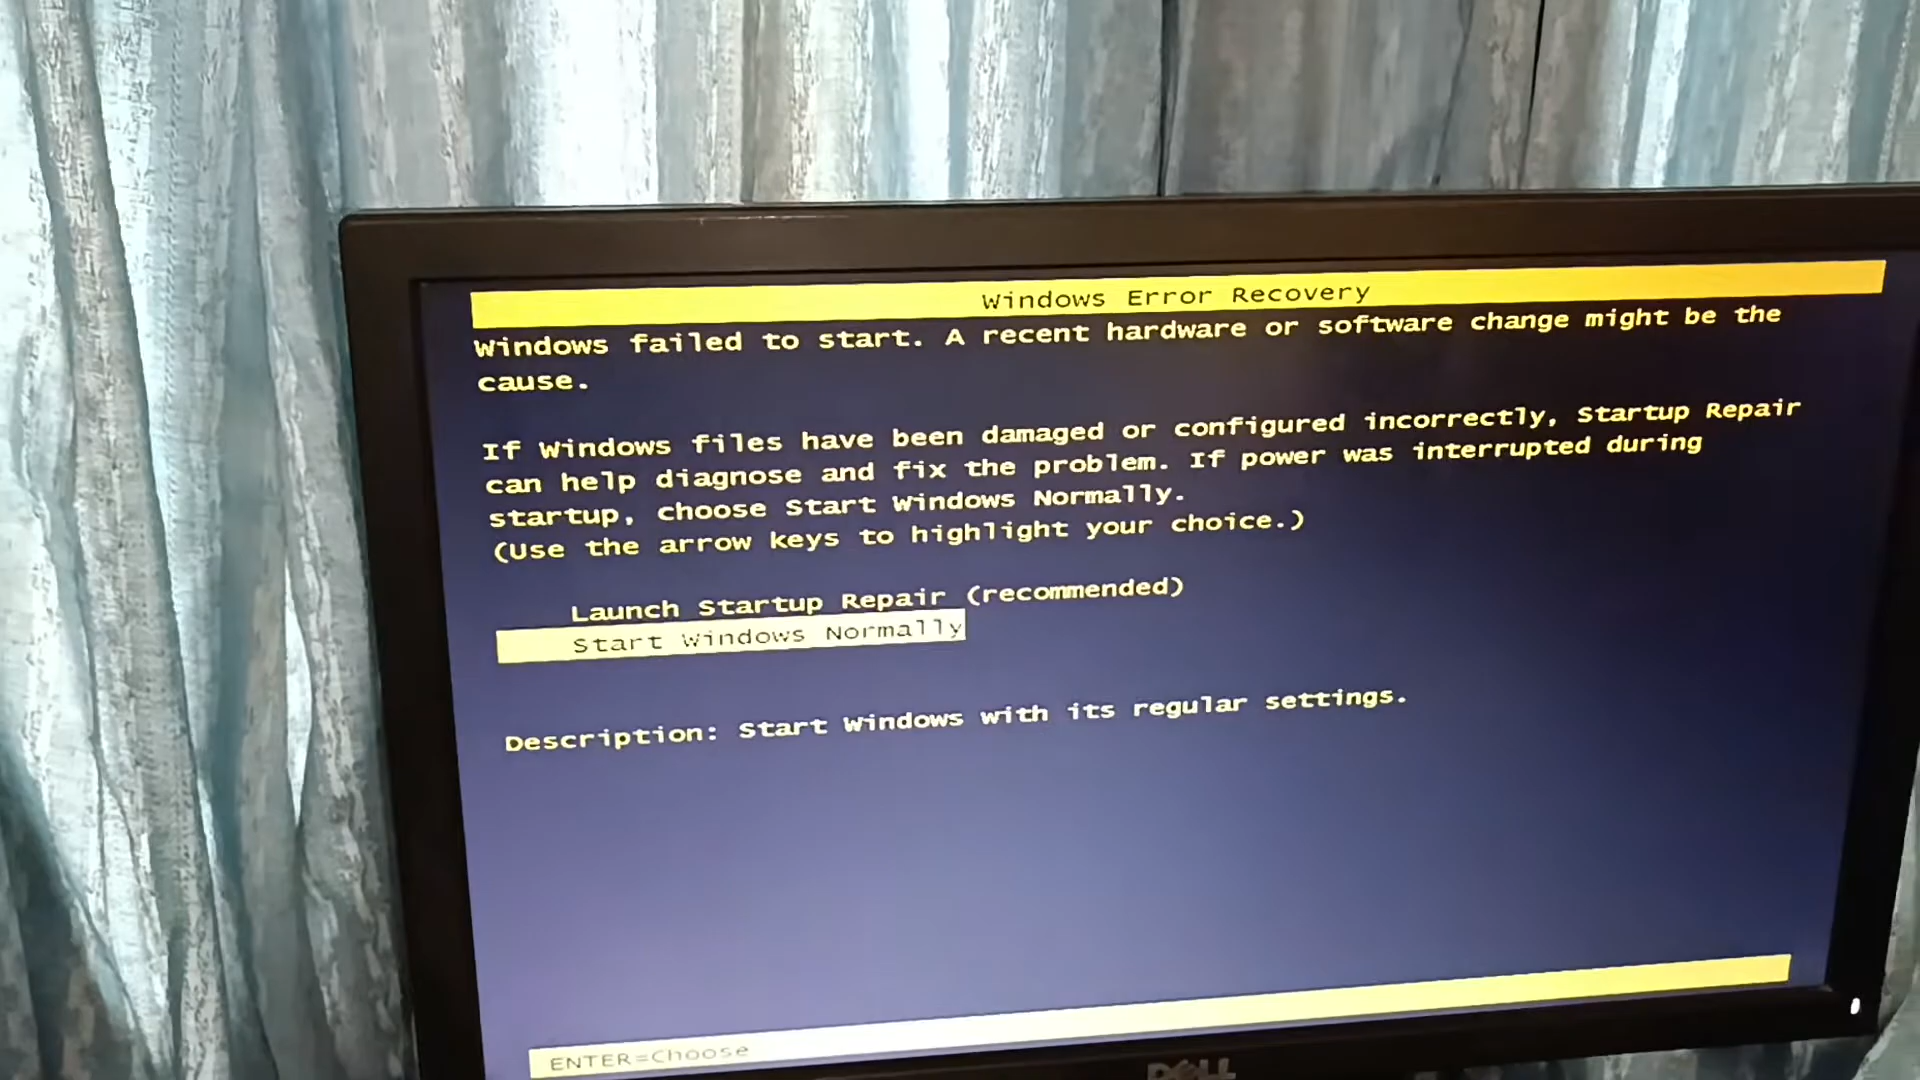 Windows Error Recovery
Windows failed to start. A recent hardware or software change might be the
cause.
If Windows files have been damaged or configured incorrectly, Startup Repair
can help diagnose and fix the problem. If power was interrupted during
startup, choose Start Windows Normally.
(Use the arrow keys to highlight your choice.)
Launch Startup Repair (recommended)
Start Windows Normally
Description: Start Windows with its regular settings.
ENTER=Choose
DELL